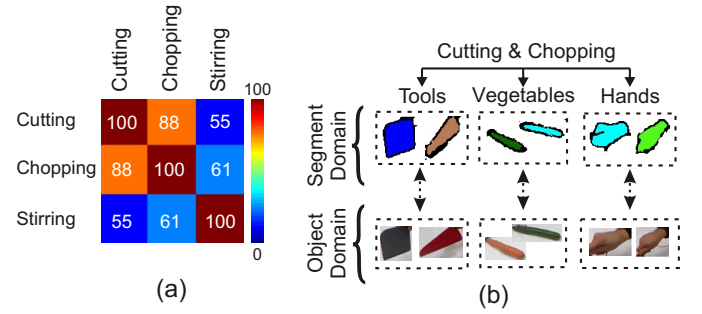 Cutting
Chopping
Stirring
100
Cutting 100 88 55
Chopping 88 100 61
Stirring 55 61 100
0
(a)
Cutting & Chopping
Tools Vegetables Hands
Segment
Domain
Object
Domain
(b)